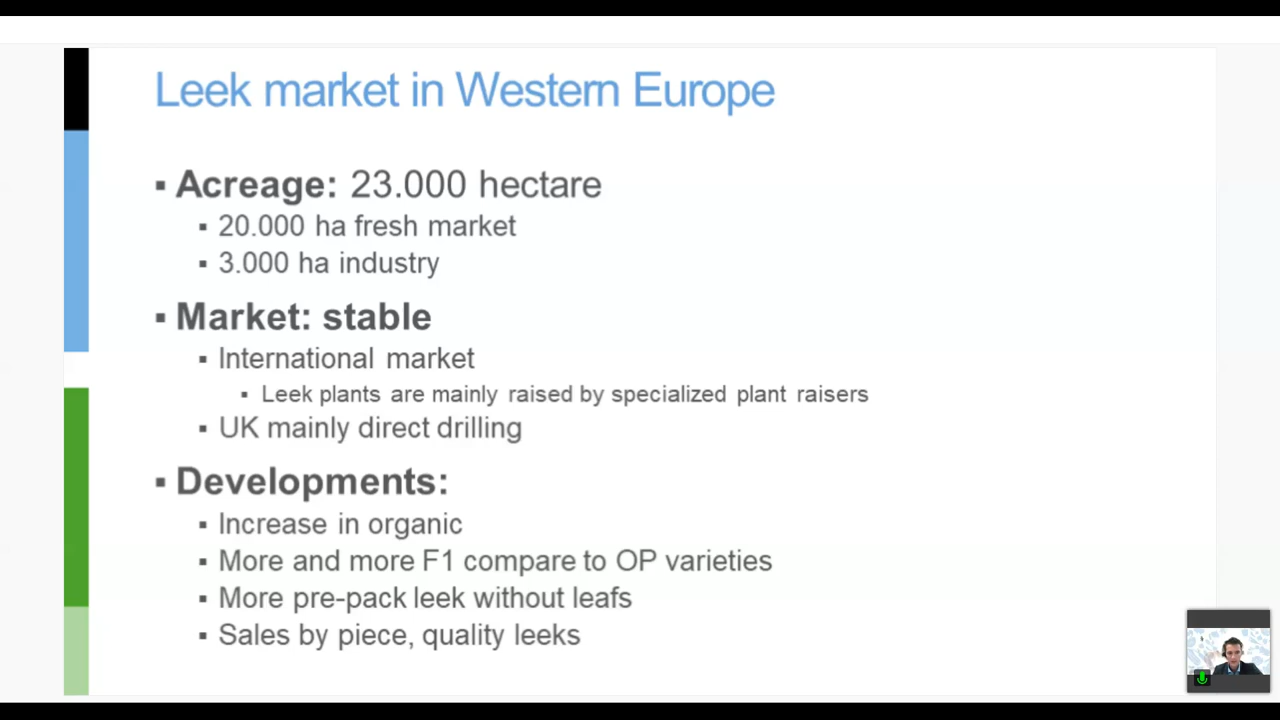 Leek market in Western Europe
▪ Acreage: 23.000 hectare
▪ 20.000 ha fresh market
▪ 3.000 ha industry
▪ Market: stable
▪ International market
▪ Leek plants are mainly raised by specialized plant raisers
▪ UK mainly direct drilling
▪ Developments:
▪ Increase in organic
▪ More and more F1 compare to OP varieties
▪ More pre-pack leek without leafs
▪ Sales by piece, quality leeks